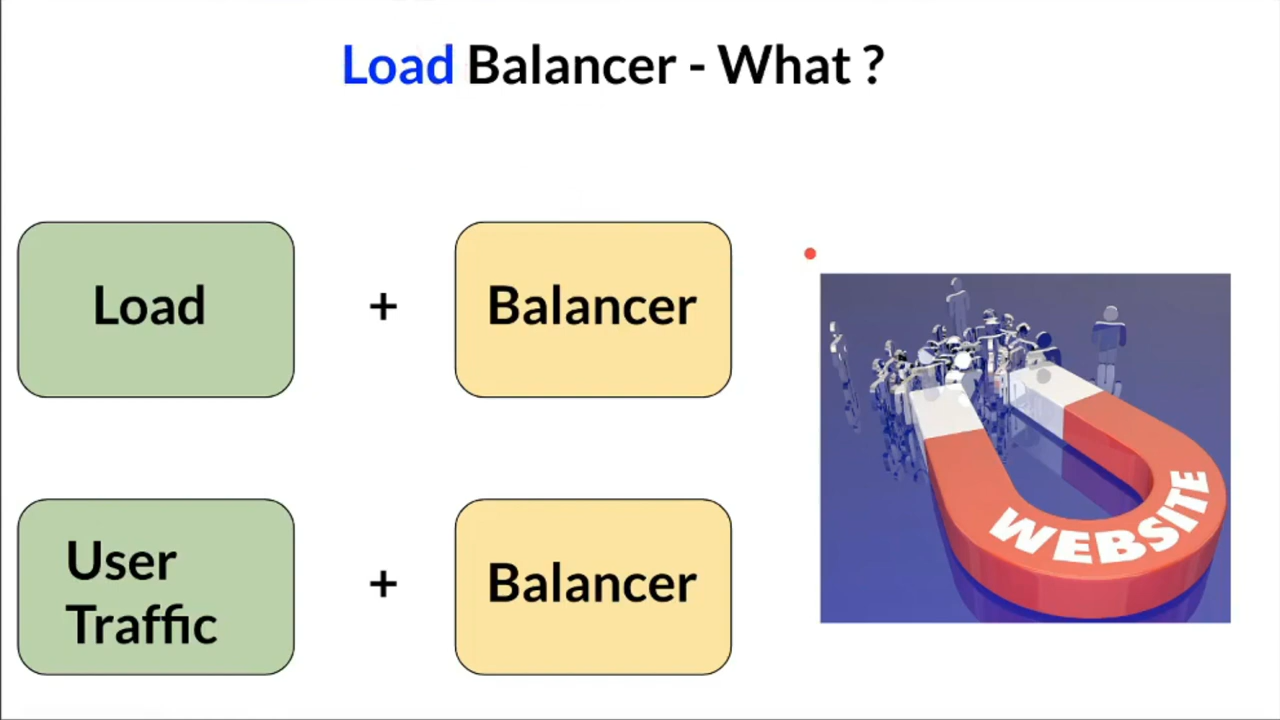 Load Balancer - What ?
Load
+
Balancer
User
Traffic
+
Balancer
WEBSITE